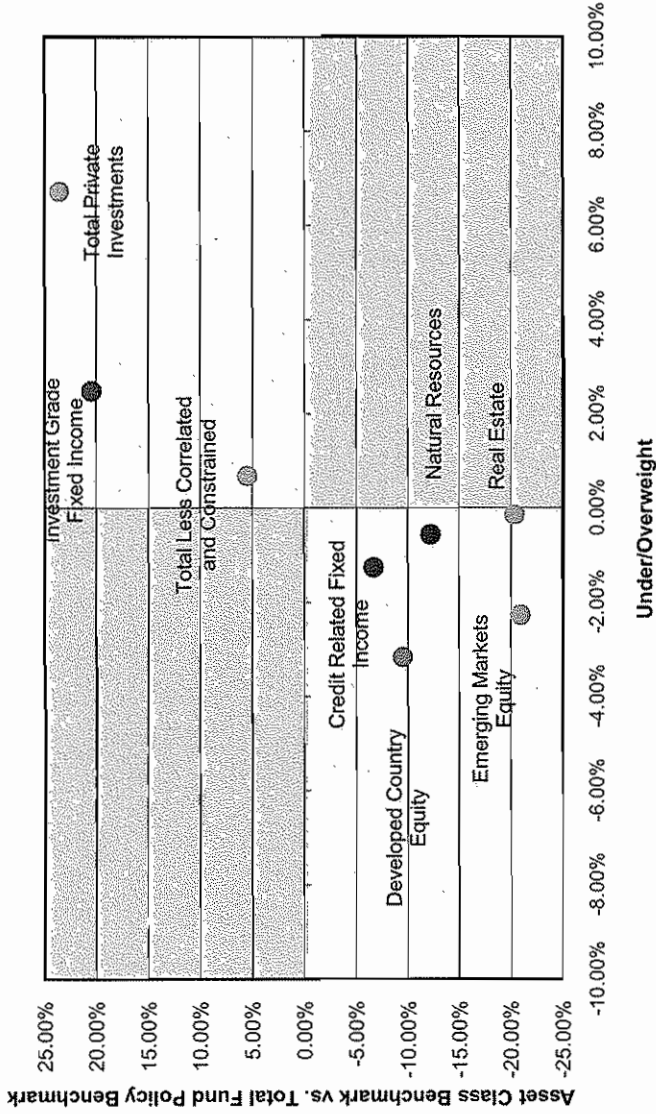 Asset Class Benchmark vs. Total Fund Policy Benchmark
25.00%
20.00%
15.00%
10.00%
5.00%
0.00%
-5.00%
-10.00%
-15.00%
-20.00%
-25.00%
Investment Grade
Fixed Income
Total Private
Investments
Total Less Correlated
and Constrained
Credit Related Fixed
Income
Developed Country
Equity
Natural Resources
Emerging Markets
Equity
Real Estate
-10.00%
-8.00%
-6.00%
-4.00%
-2.00%
0.00%
2.00%
4.00%
6.00%
8.00%
10.00%
Under/Overweight